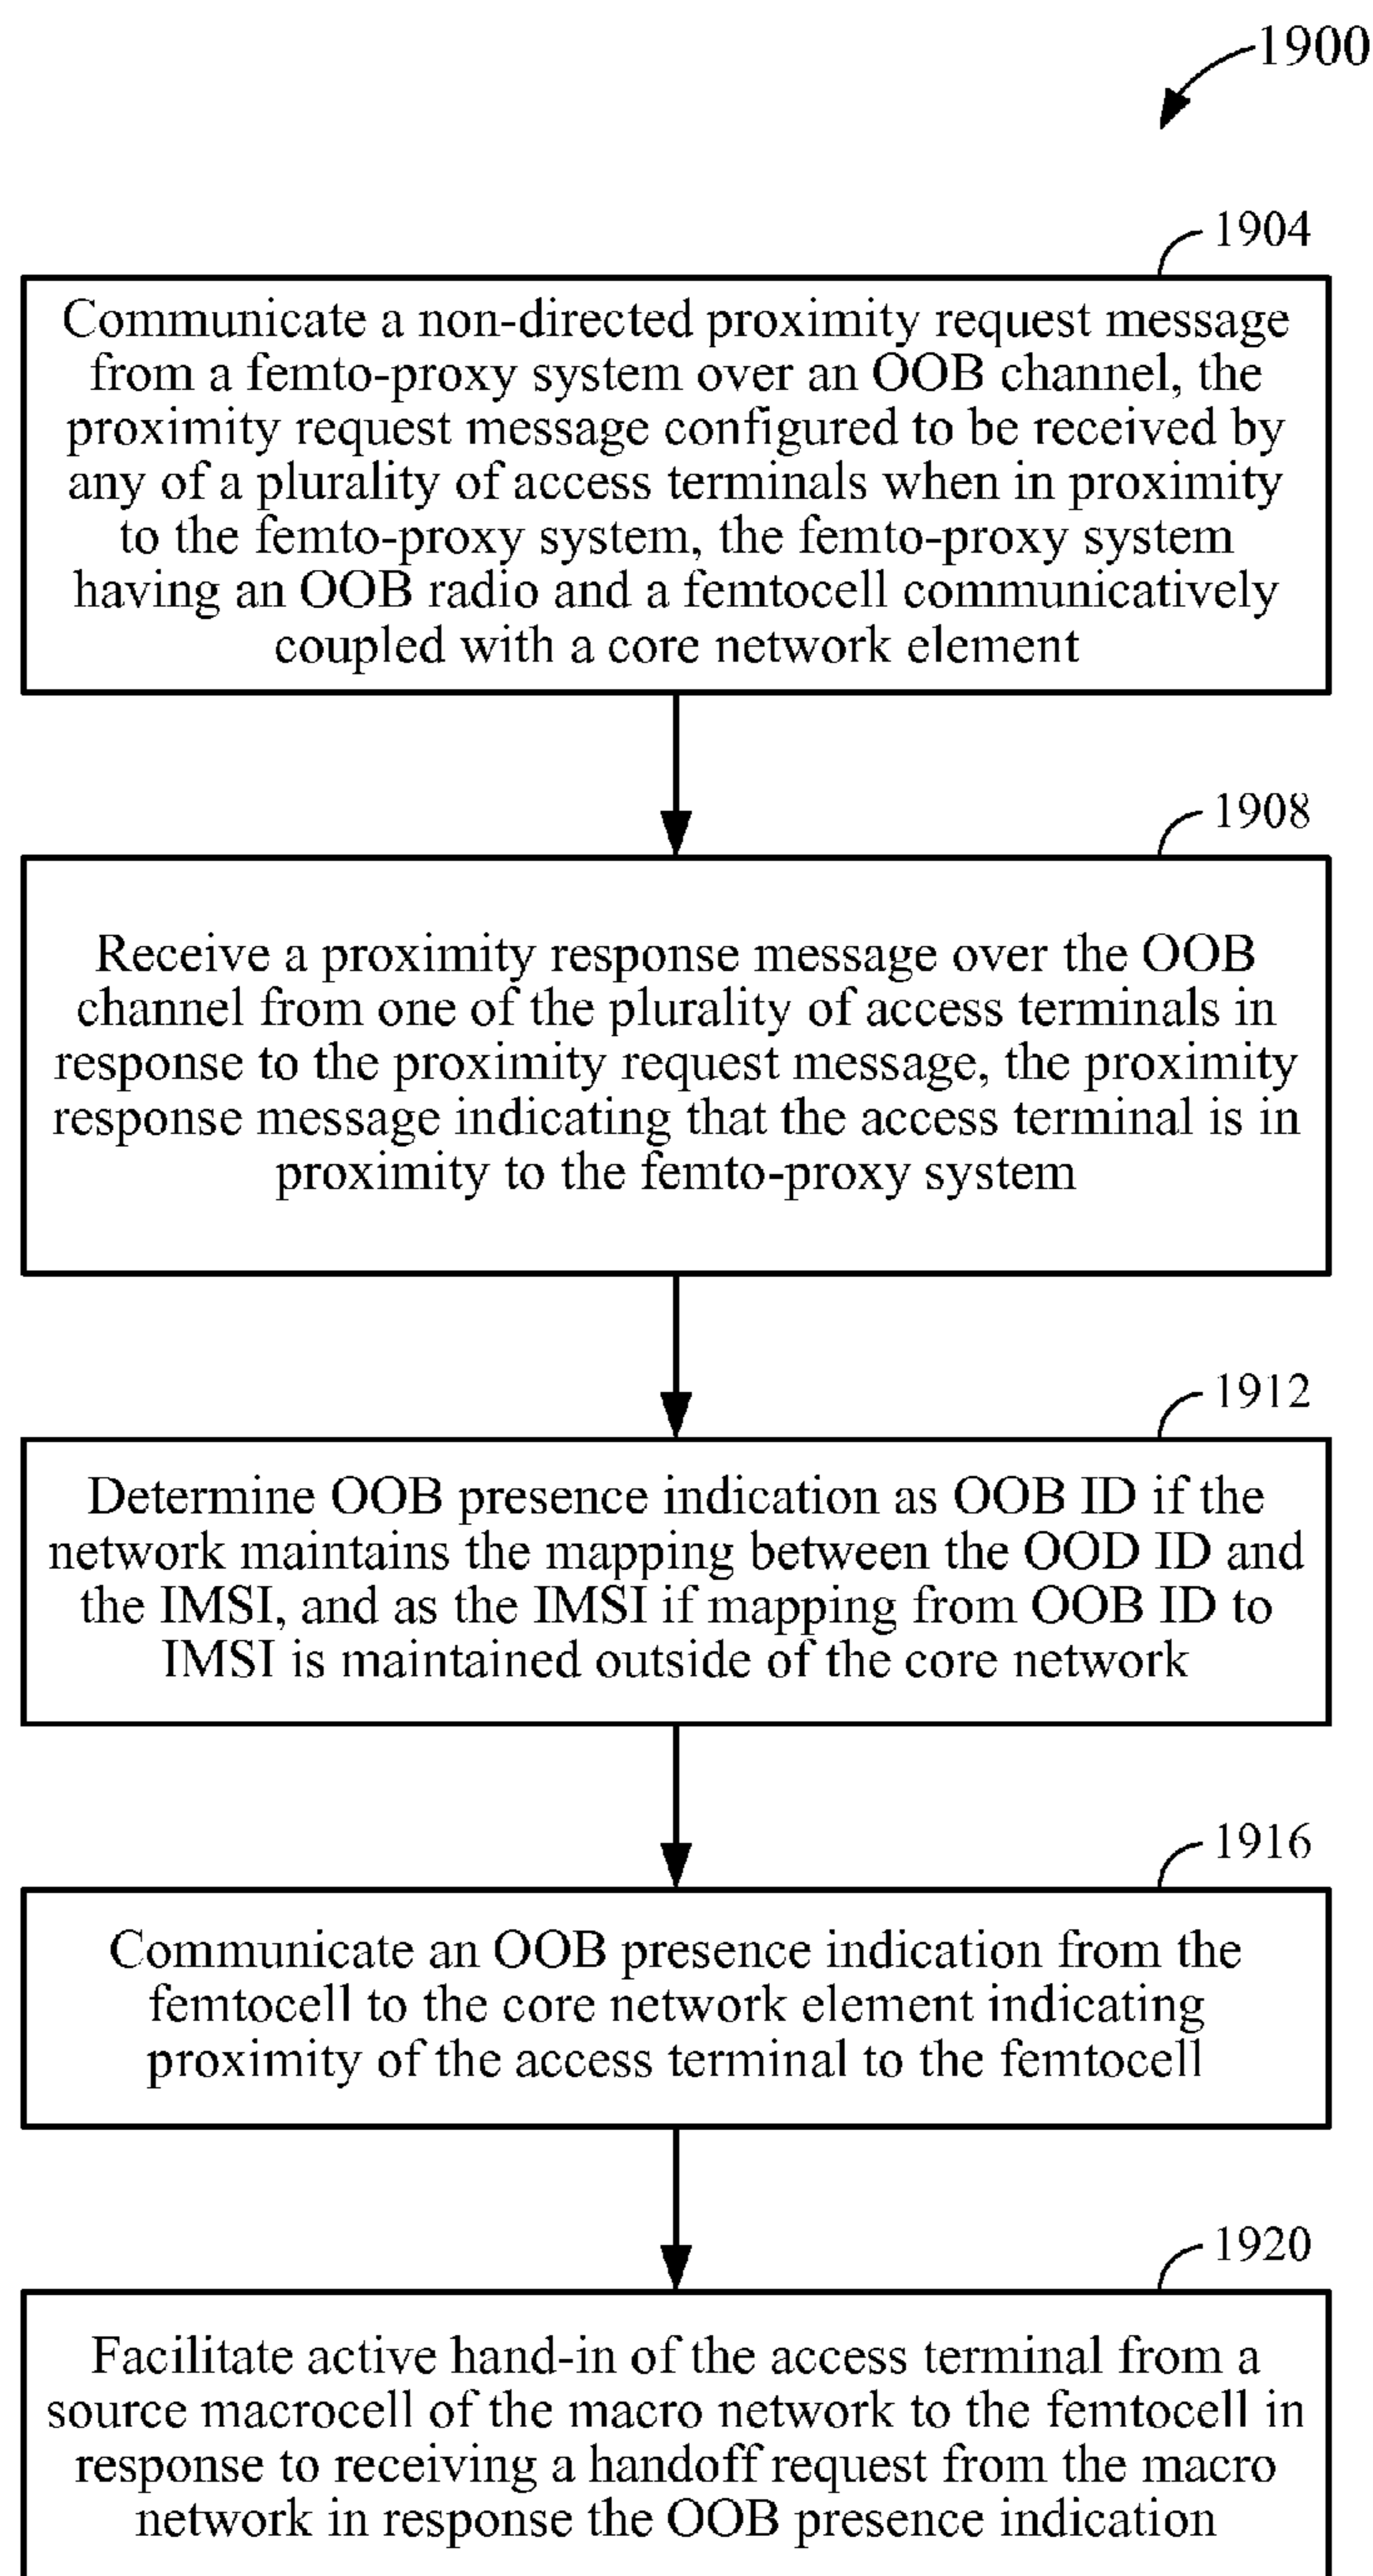 1900
1904
Communicate a non-directed proximity request message
from a femto-proxy system over an OOB channel, the
proximity request message configured to be received by
any of a plurality of access terminals when in proximity
to the femto-proxy system, the femto-proxy system
having an OOB radio and a femtocell communicatively
coupled with a core network element
1908
Receive a proximity response message over the OOB
channel from one of the plurality of access terminals in
response to the proximity request message, the proximity
response message indicating that the access terminal is in
proximity to the femto-proxy system
1912
Determine OOB presence indication as OOB ID if the
network maintains the mapping between the OOD ID and
the IMSI, and as the IMSI if mapping from OOB ID to
IMSI is maintained outside of the core network
1916
Communicate an OOB presence indication from the
femtocell to the core network element indicating
proximity of the access terminal to the femtocell
1920
Facilitate active hand-in of the access terminal from a
source macrocell of the macro network to the femtocell in
response to receiving a handoff request from the macro
network in response the OOB presence indication